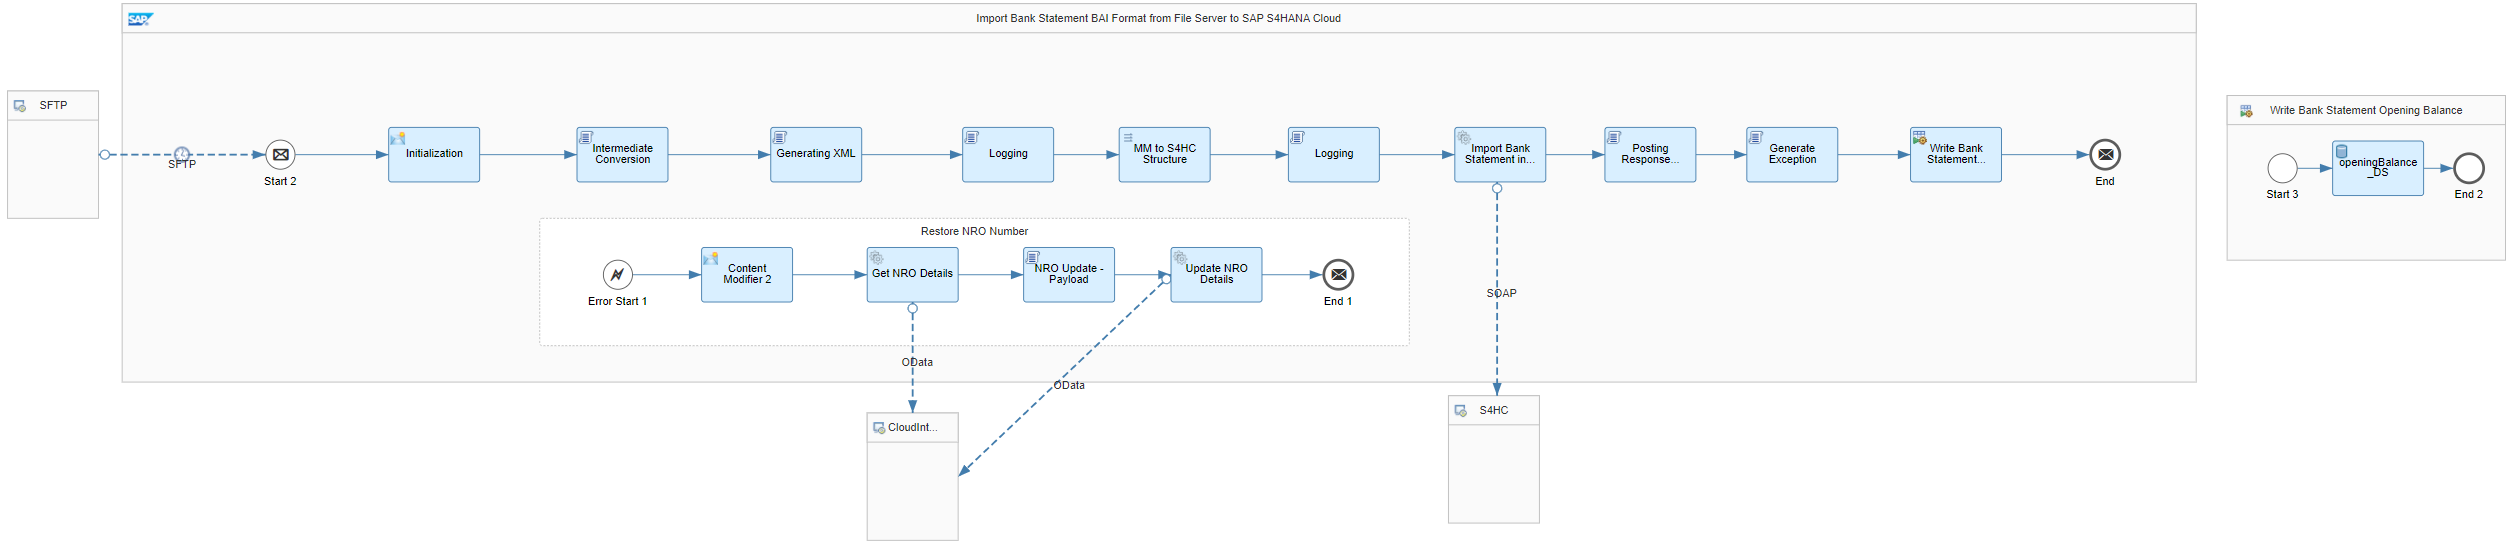 SAP
Import Bank Statement BAI Format from File Server to SAP S4HANA Cloud
SFTP
SFTP
Start 2
Initialization
Intermediate
Conversion
Generating XML
Logging
MM to S4HC
Structure
Logging
Import Bank
Statement in...
Posting
Response...
Generate
Exception
Write Bank
Statement...
End
Restore NRO Number
Error Start 1
Content
Modifier 2
Get NRO Details
NRO Update -
Payload
Update NRO
Details
End 1
OData
OData
SOAP
CloudInt...
S4HC
Write Bank Statement Opening Balance
Start 3
openingBalance
_DS
End 2